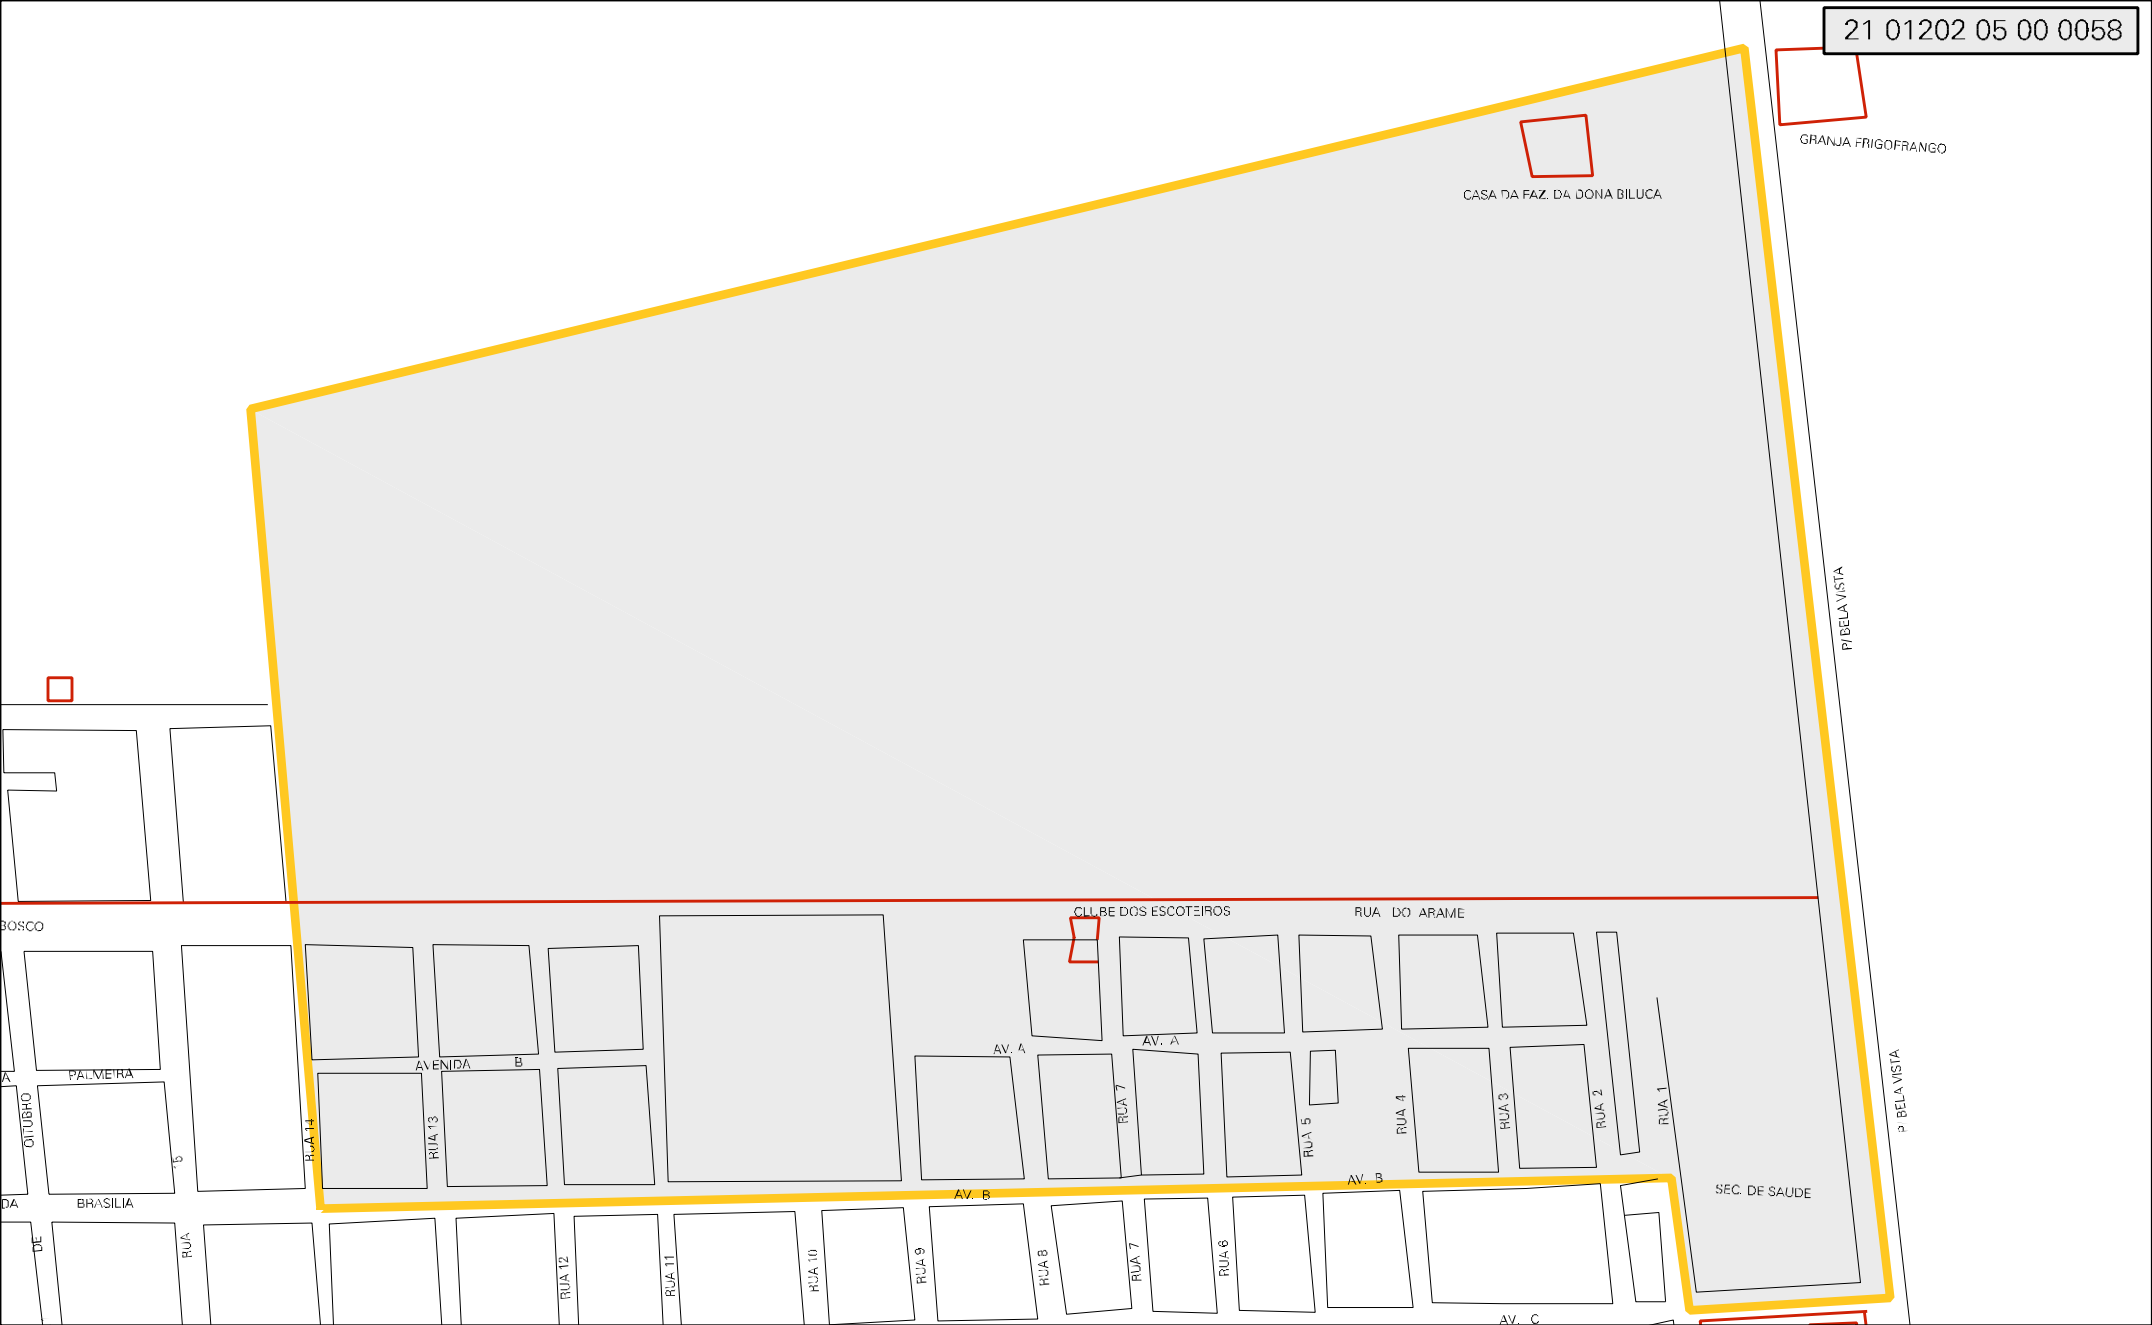 21 01202 05 00 0058
GRANJA FRIGOFRANGO
CASA DA FAZ. DA DONA BILUCA
P/ BELA VISTA
BOSCO
CLUBE DOS ESCOTEIROS
RUA DO ARAME
AV. A
AV. A
AVENIDA B
A
PALMEIRA
OITUBRO
RUA 14
RUA 13
RUA 7
RUA 5
RUA 4
RUA 3
RUA 2
RUA 1
P/ BELA VISTA
15
DA
BRASILIA
AV. B
AV. B
SEC. DE SAUDE
DE
RUA
RUA 12
RUA 11
RUA 10
RUA 9
RUA 8
RUA 7
RUA 6
AV. C